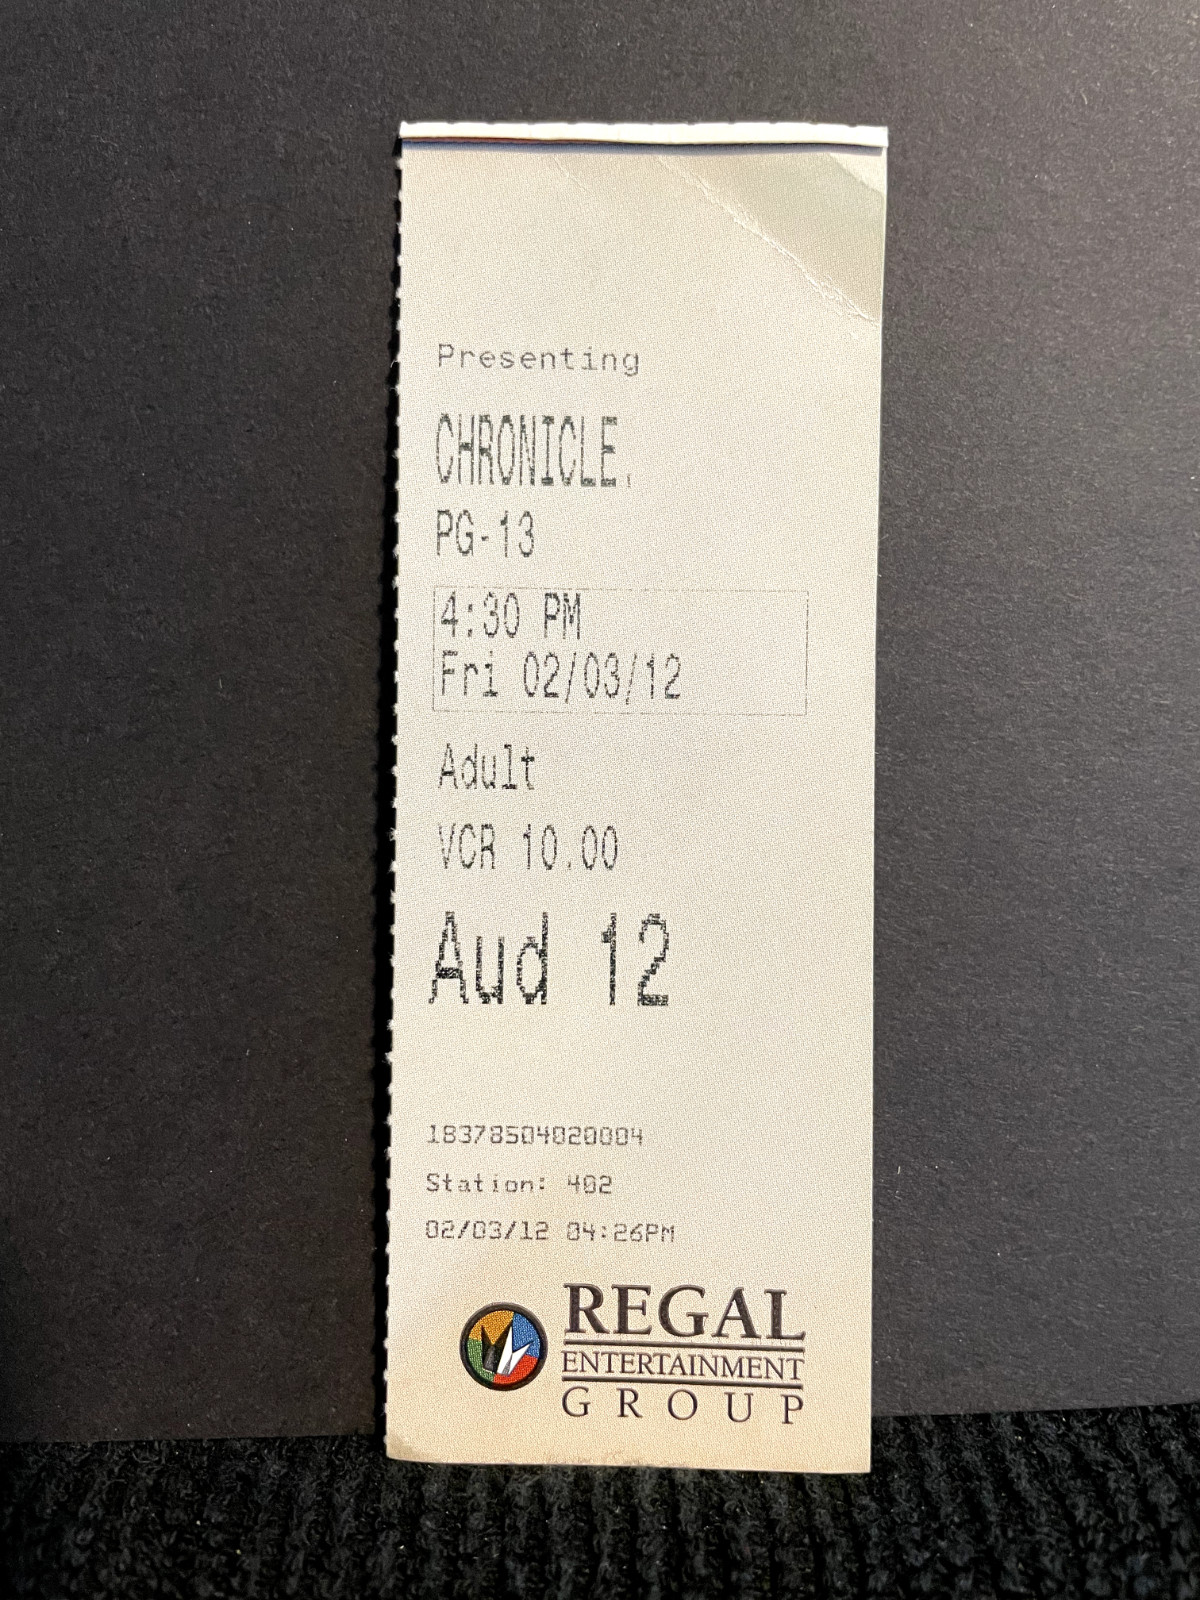 Presenting
CHRONICLE.
PG-13
4:30 PM
Fri 02/03/12
Adult
VCR 10.00
Aud 12
18378504020004
Station: 402
02/03/12 04:26PM
REGAL
ENTERTAINMENT
GROUP